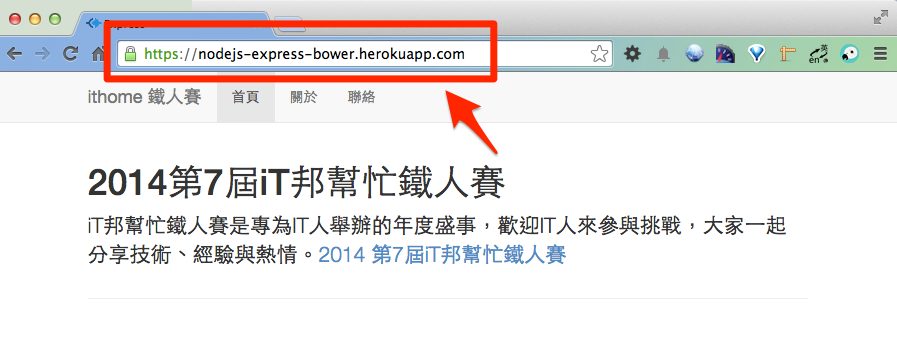 Express
https://nodejs-express-bower.herokuapp.com
英
en
ithome 鐵人賽 首頁 關於 聯絡
2014第7屆iT邦幫忙鐵人賽
iT邦幫忙鐵人賽是專為IT人舉辦的年度盛事，歡迎IT人來參與挑戰，大家一起
分享技術、經驗與熱情。2014 第7屆iT邦幫忙鐵人賽